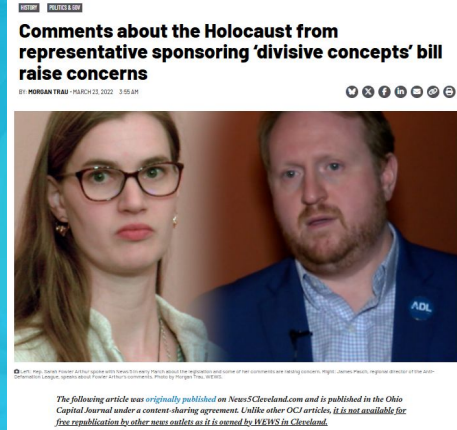 HISTORY POLITICS & GOV
Comments about the Holocaust from
representative sponsoring ‘divisive concepts’ bill
raise concerns
BY: MORGAN TRAU - MARCH 23, 2022 3:55 AM
ADL
Left: Rep. Sarah Fowler Arthur spoke with News 5 in early March about the legislation and some of her comments are raising concern. Right: James Pasch, regional director of the Anti-
Defamation League, speaks about Fowler Arthur's comments. Photo by Morgan Trau, WEWS.
The following article was originally published on News5Cleveland.com and is published in the Ohio
Capital Journal under a content-sharing agreement. Unlike other OCJ articles, it is not available for
free republication by other news outlets as it is owned by WEWS in Cleveland.